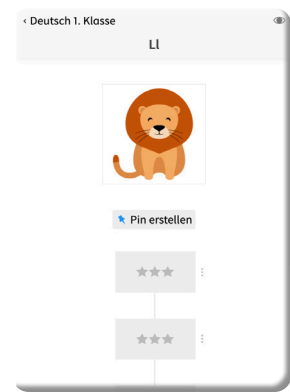 ‹ Deutsch 1. Klasse
Ll
Pin erstellen